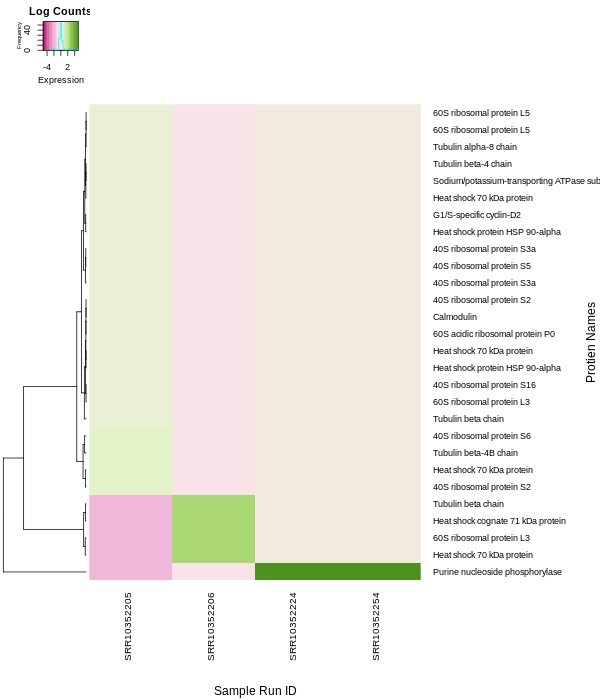 Log Counts
Frequency
0 40
-4 2
Expression
60S ribosomal protein L5
60S ribosomal protein L5
Tubulin alpha-8 chain
Tubulin beta-4 chain
Sodium/potassium-transporting ATPase sub
Heat shock 70 kDa protein
G1/S-specific cyclin-D2
Heat shock protein HSP 90-alpha
40S ribosomal protein S3a
40S ribosomal protein S5
40S ribosomal protein S3a
40S ribosomal protein S2
Calmodulin
60S acidic ribosomal protein P0
Heat shock 70 kDa protein
Heat shock protein HSP 90-alpha
40S ribosomal protein S16
60S ribosomal protein L3
Tubulin beta chain
40S ribosomal protein S6
Tubulin beta-4B chain
Heat shock 70 kDa protein
40S ribosomal protein S2
Tubulin beta chain
Heat shock cognate 71 kDa protein
60S ribosomal protein L3
Heat shock 70 kDa protein
Purine nucleoside phosphorylase
Protien Names
SRR10352205
SRR10352206
SRR10352224
SRR10352254
Sample Run ID